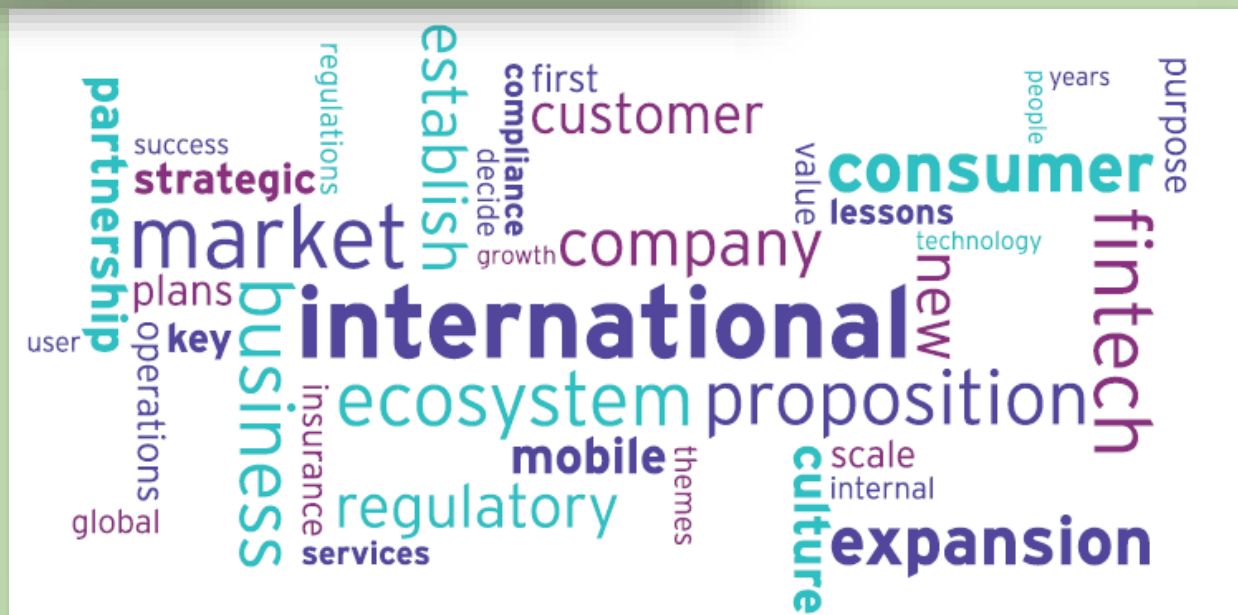 establish
regulations
compliance
first
customer
people
years
purpose
partnership
success
strategic
decide
value
consumer
lessons
market
growth
company
technology
fintech
new
plans
business
international
user
operations
key
insurance
ecosystem
proposition
mobile
themes
culture
scale
internal
regulatory
global
services
expansion